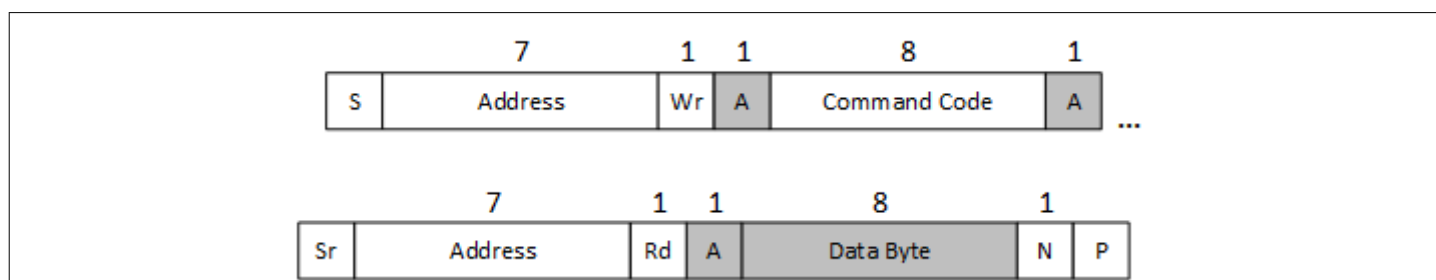 7 1 1 8 1
S Address Wr A Command Code A ...
7 1 1 8 1
Sr Address Rd A Data Byte N P